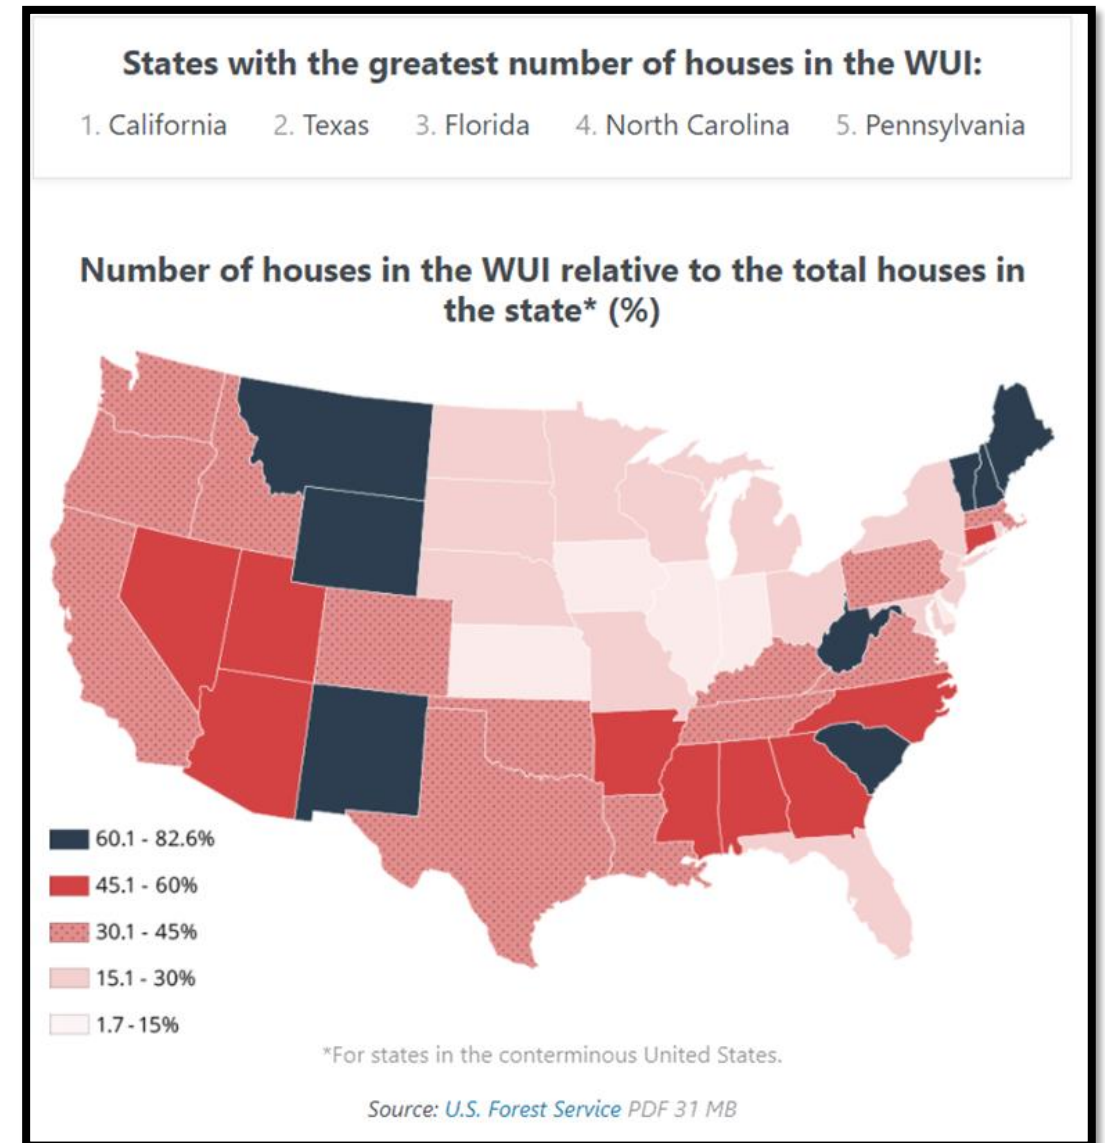 States with the greatest number of houses in the WUI:
1. California 2. Texas 3. Florida 4. North Carolina 5. Pennsylvania
Number of houses in the WUI relative to the total houses in
the state* (%)
60.1 - 82.6%
45.1 - 60%
30.1 - 45%
15.1 - 30%
1.7 - 15%
*For states in the conterminous United States.
Source: U.S. Forest Service PDF 31 MB